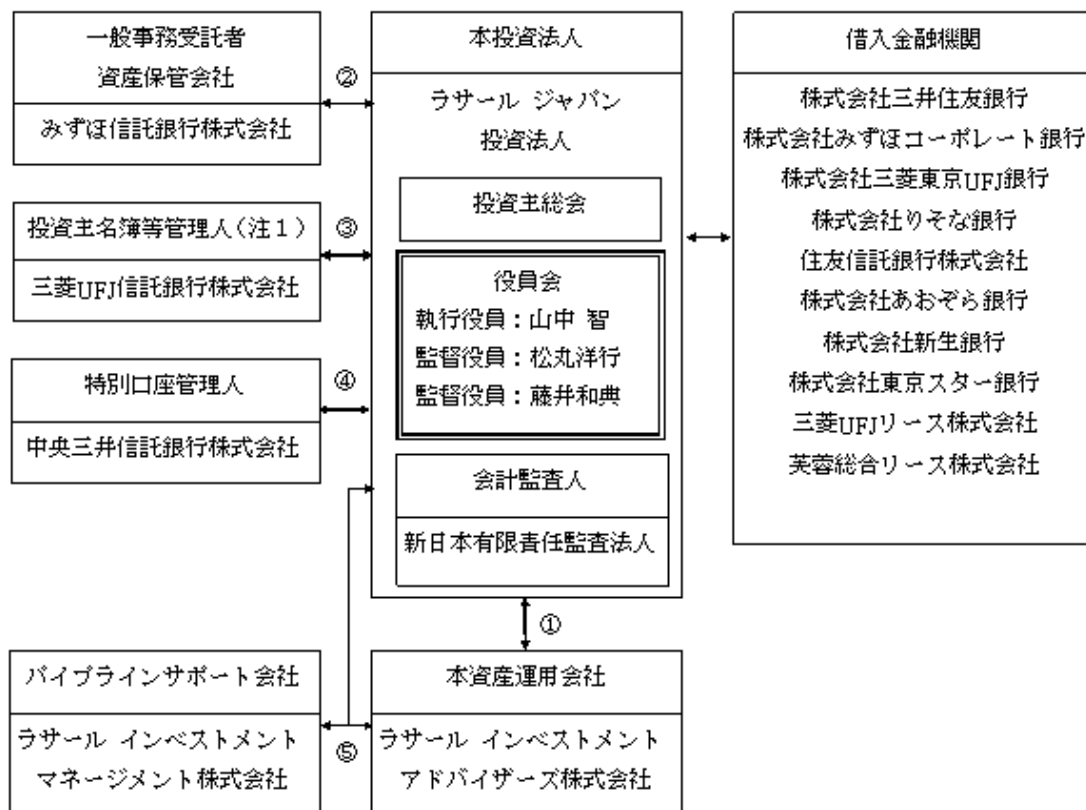 一般事務受託者
資産保管会社
みずほ信託銀行株式会社
②
投資主名簿等管理人(注1)
三菱UFJ信託銀行株式会社
③
特別口座管理人
中央三井信託銀行株式会社
④
本投資法人
ラサール ジャパン
投資法人
投資主総会
役員会
執行役員:山中 智
監督役員:松丸洋行
監督役員:藤井和典
会計監査人
新日本有限責任監査法人
借入金融機関
株式会社三井住友銀行
株式会社みずほコーポレート銀行
株式会社三菱東京UFJ銀行
株式会社りそな銀行
住友信託銀行株式会社
株式会社あおぞら銀行
株式会社新生銀行
株式会社東京スター銀行
三菱UFJリース株式会社
芙蓉総合リース株式会社
①
パイプラインサポート会社
ラサール インベストメント
マネージメント株式会社
⑤
本資産運用会社
ラサール インベストメント
アドバイザーズ株式会社